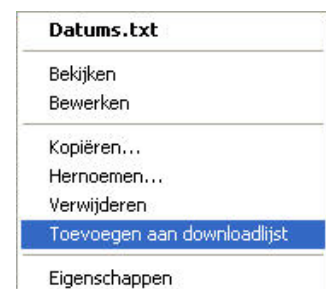 Datums.txt
Bekijken
Bewerken
Kopiëren...
Hernoemen...
Verwijderen
Toevoegen aan downloadlijst
Eigenschappen